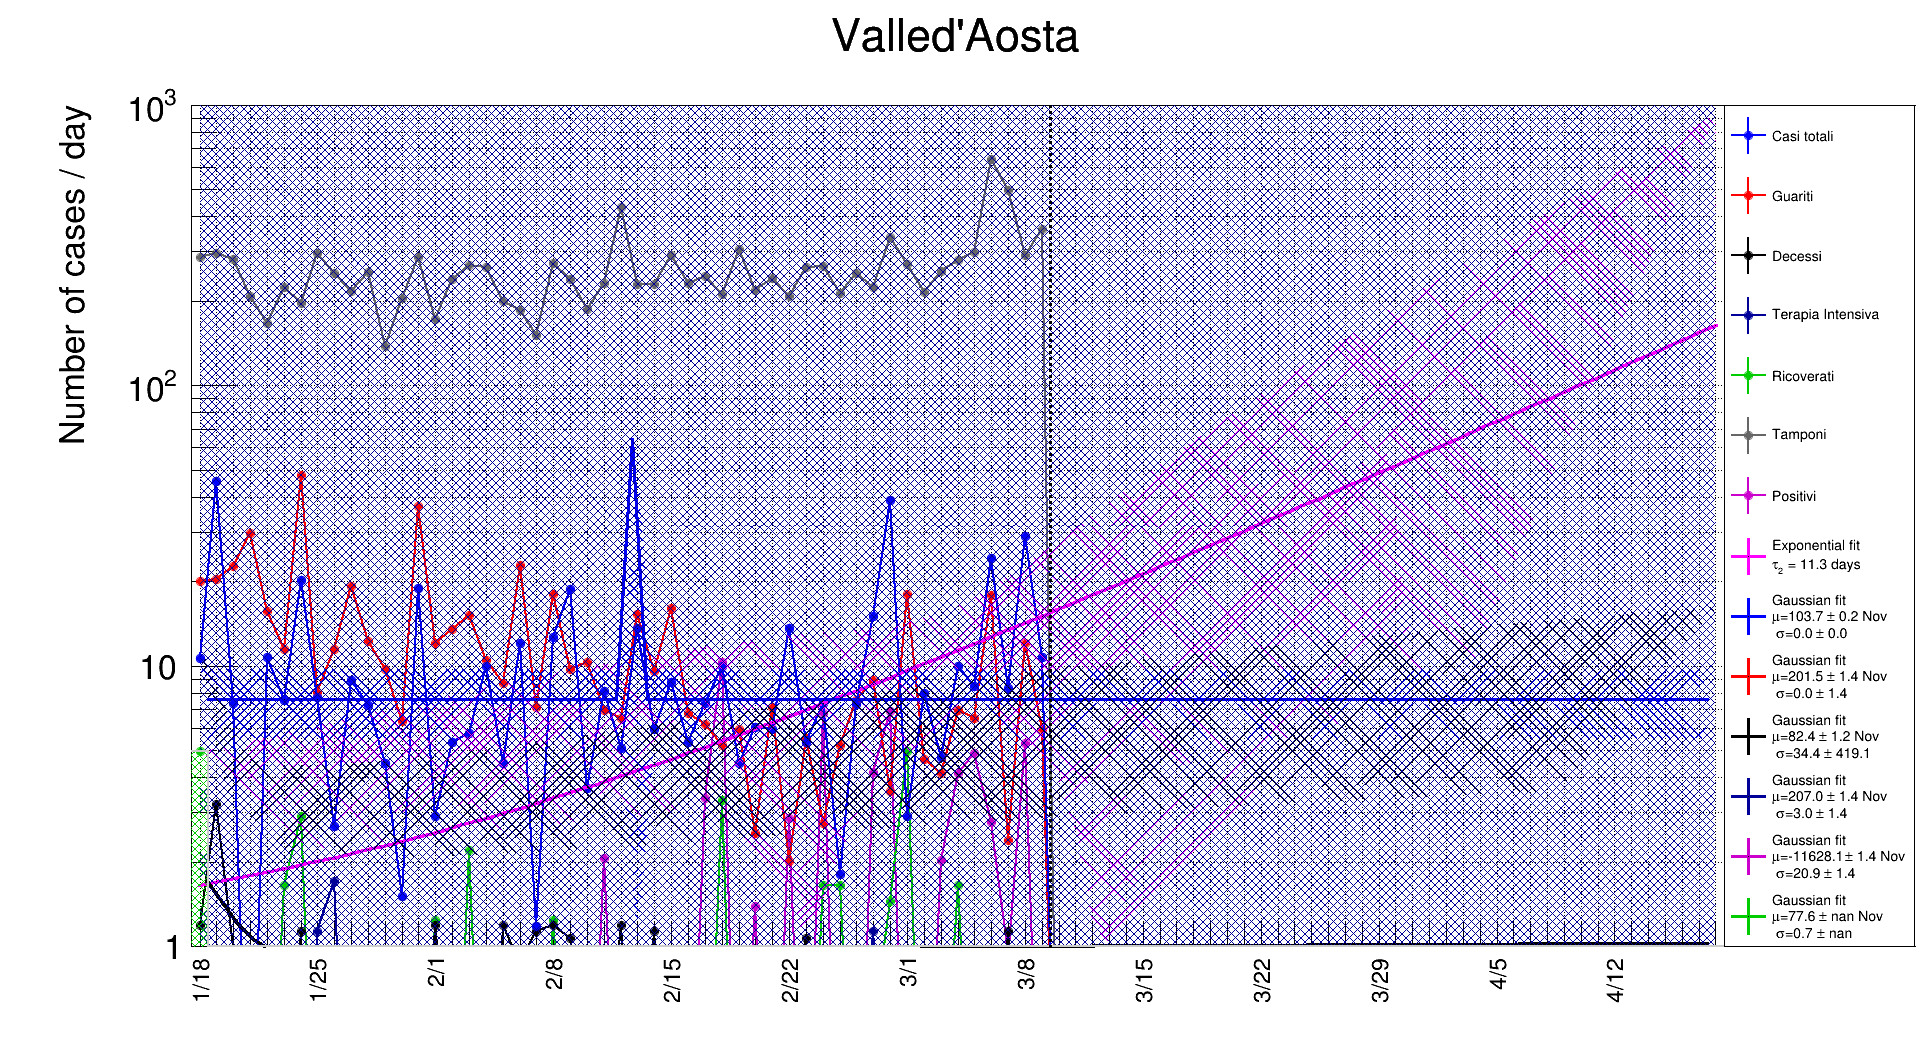 Valled'Aosta
Number of cases / day
10³
10²
10
1
1/18
1/25
2/1
2/8
2/15
2/22
3/1
3/8
3/15
3/22
3/29
4/5
4/12
Casi totali
Guariti
Decessi
Terapia Intensiva
Ricoverati
Tamponi
Positivi
Exponential fit
τ₂ = 11.3 days
Gaussian fit
μ=103.7 ± 0.2 Nov
σ=0.0 ± 0.0
Gaussian fit
μ=201.5 ± 1.4 Nov
σ=0.0 ± 1.4
Gaussian fit
μ=82.4 ± 1.2 Nov
σ=34.4 ± 419.1
Gaussian fit
μ=207.0 ± 1.4 Nov
σ=3.0 ± 1.4
Gaussian fit
μ=-11628.1 ± 1.4 Nov
σ=20.9 ± 1.4
Gaussian fit
μ=77.6 ± nan Nov
σ=0.7 ± nan